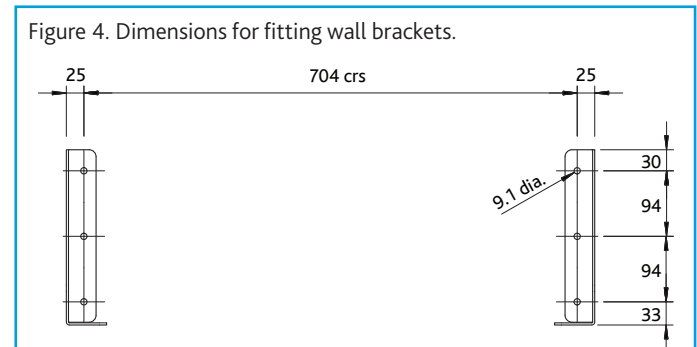 Figure 4. Dimensions for fitting wall brackets.
25 704 crs 25
30
9.1 dia.
94
94
33